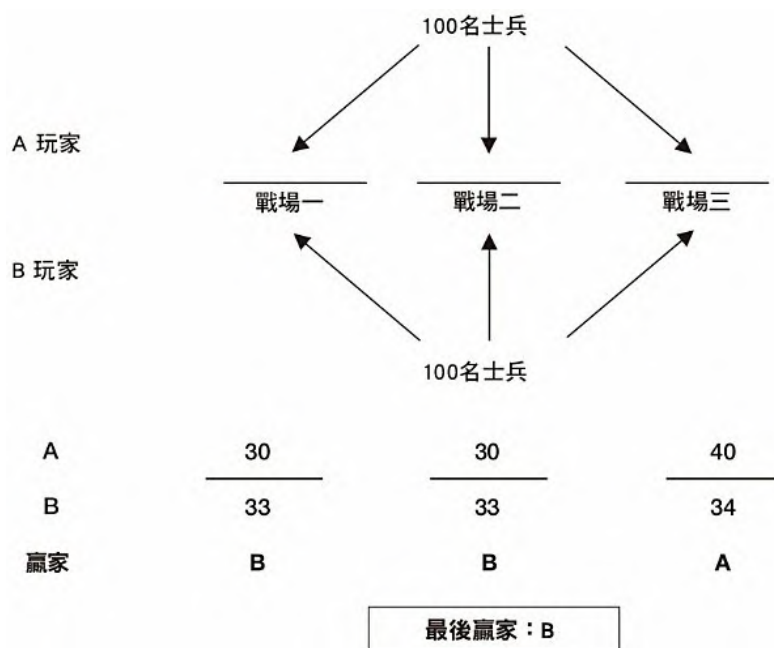 100名士兵
A 玩家
戰場一 戰場二 戰場三
B 玩家
100名士兵
A 30 30 40
B 33 33 34
贏家 B B A
最後贏家：B